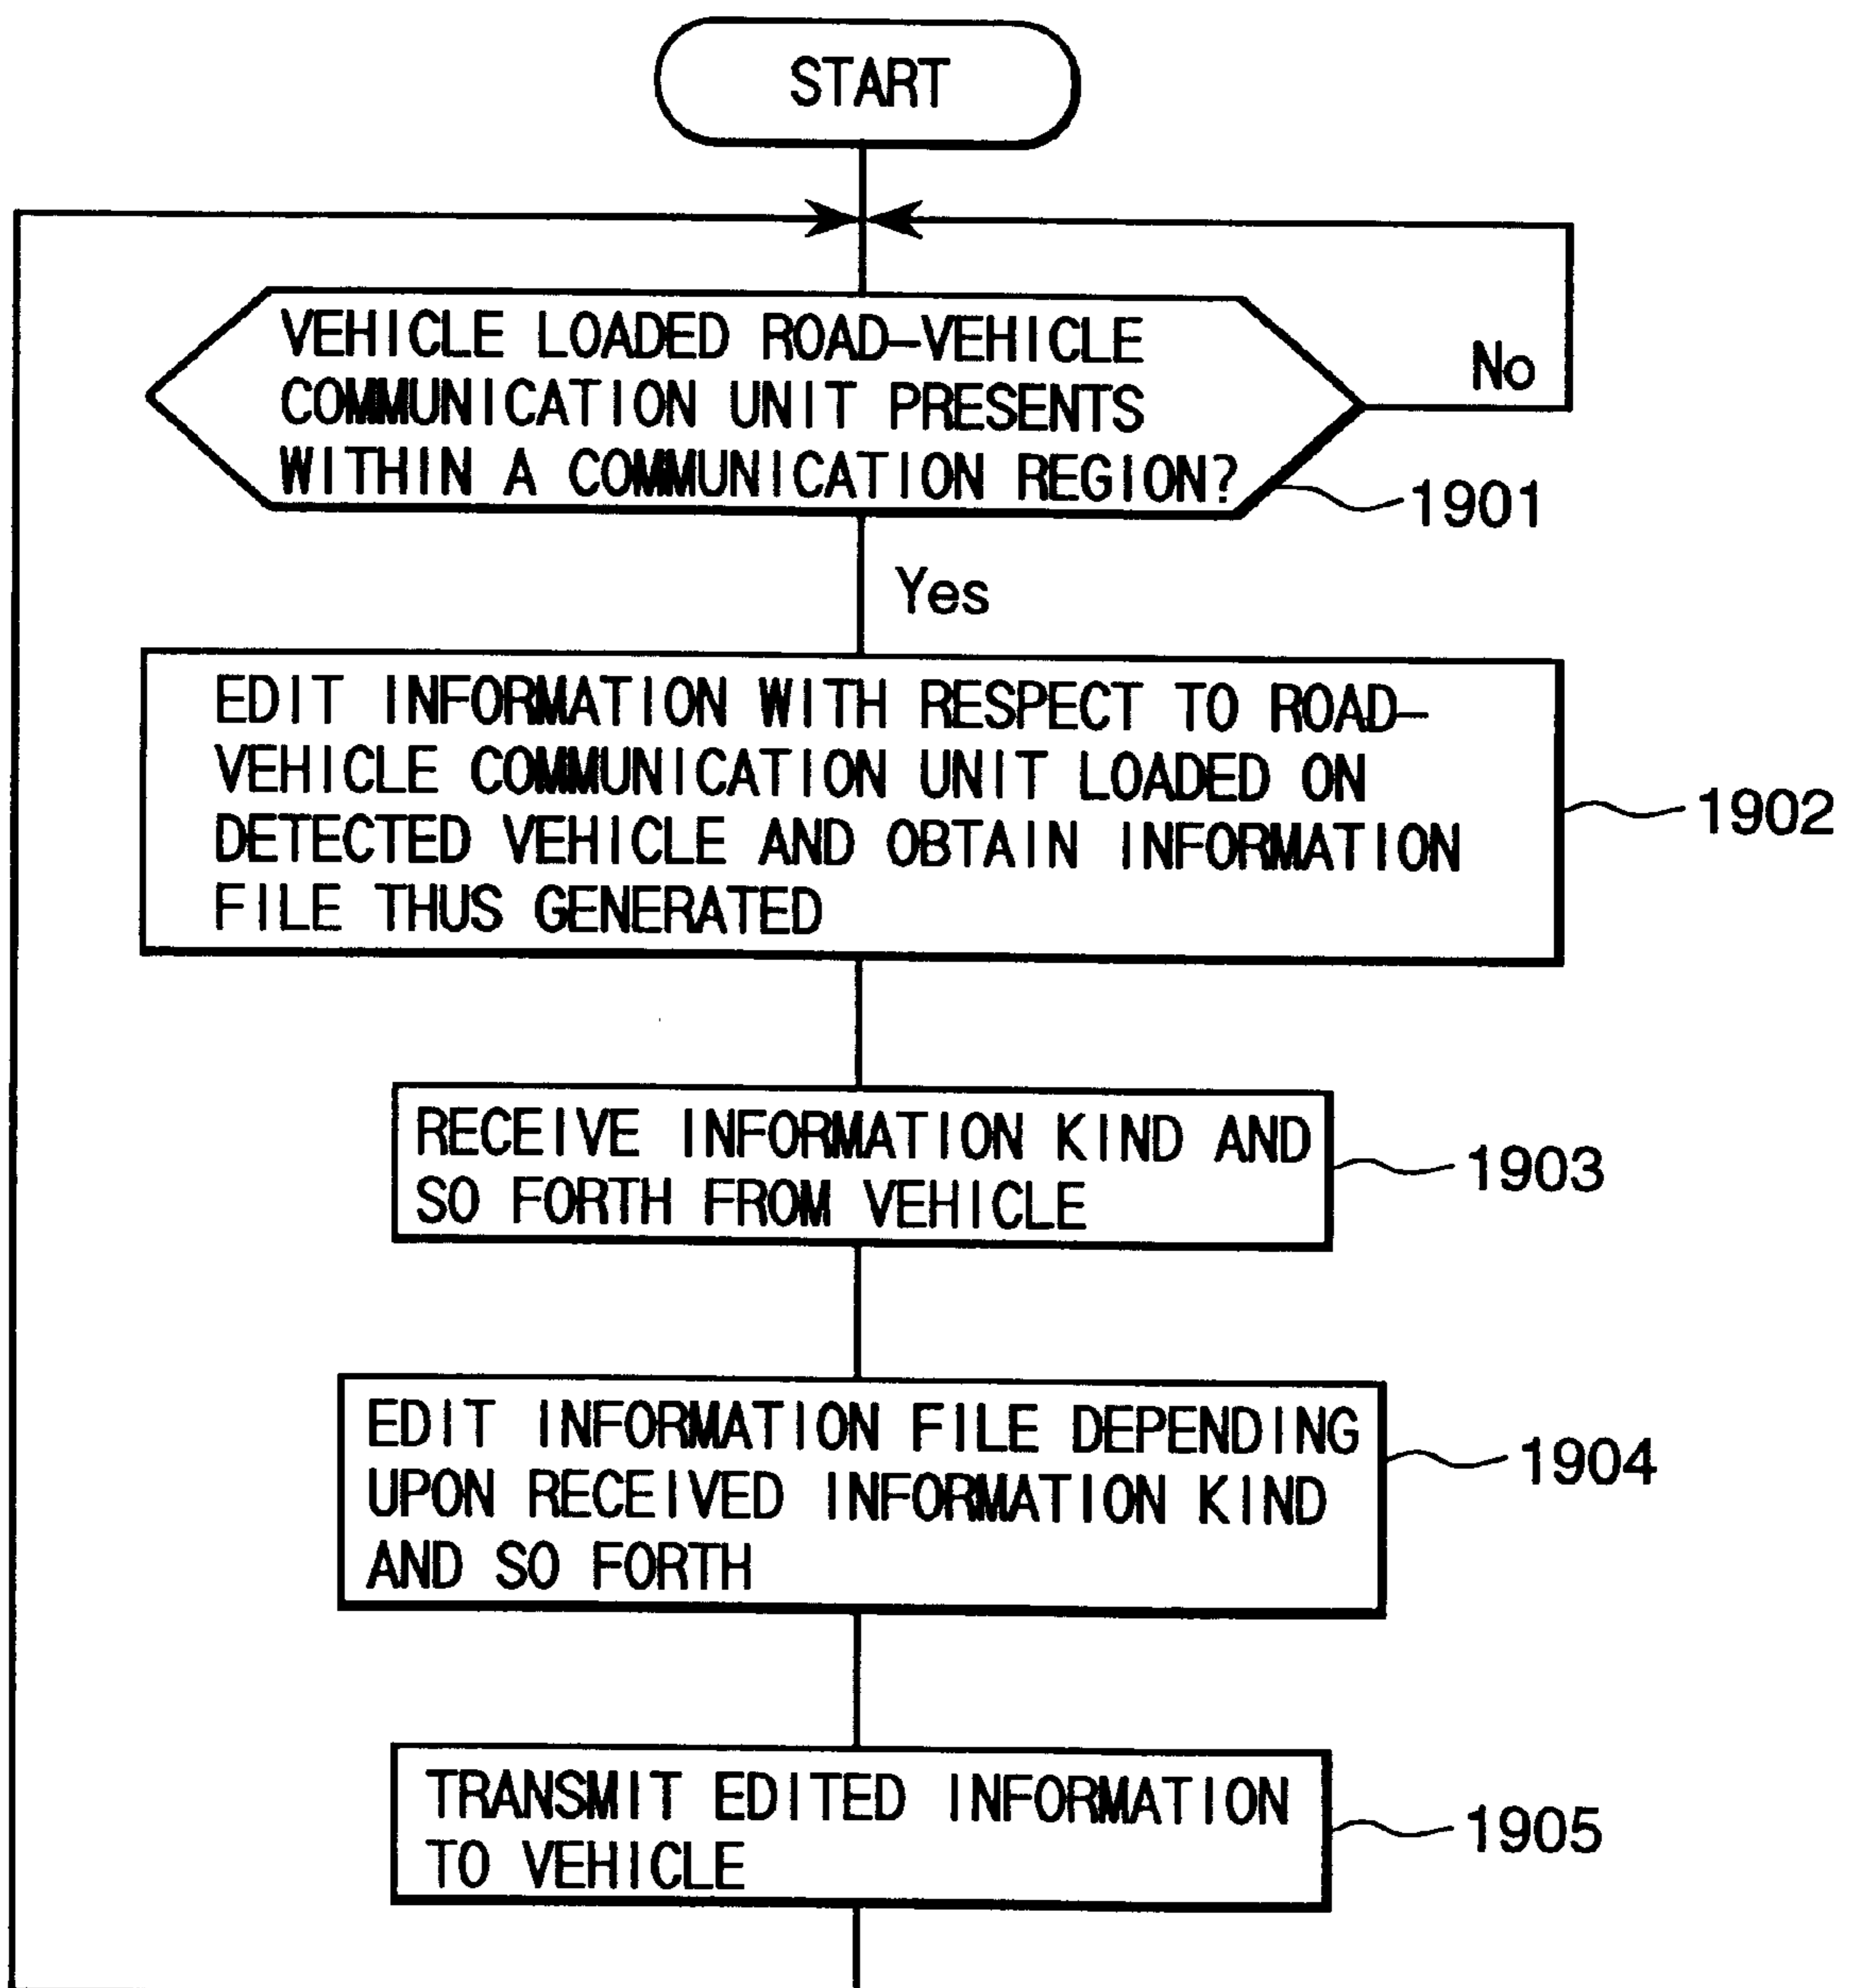 START
VEHICLE LOADED ROAD-VEHICLE
COMMUNICATION UNIT PRESENTS
WITHIN A COMMUNICATION REGION?
No
1901
Yes
EDIT INFORMATION WITH RESPECT TO ROAD-
VEHICLE COMMUNICATION UNIT LOADED ON
DETECTED VEHICLE AND OBTAIN INFORMATION
FILE THUS GENERATED
1902
RECEIVE INFORMATION KIND AND
SO FORTH FROM VEHICLE
1903
EDIT INFORMATION FILE DEPENDING
UPON RECEIVED INFORMATION KIND
AND SO FORTH
1904
TRANSMIT EDITED INFORMATION
TO VEHICLE
1905